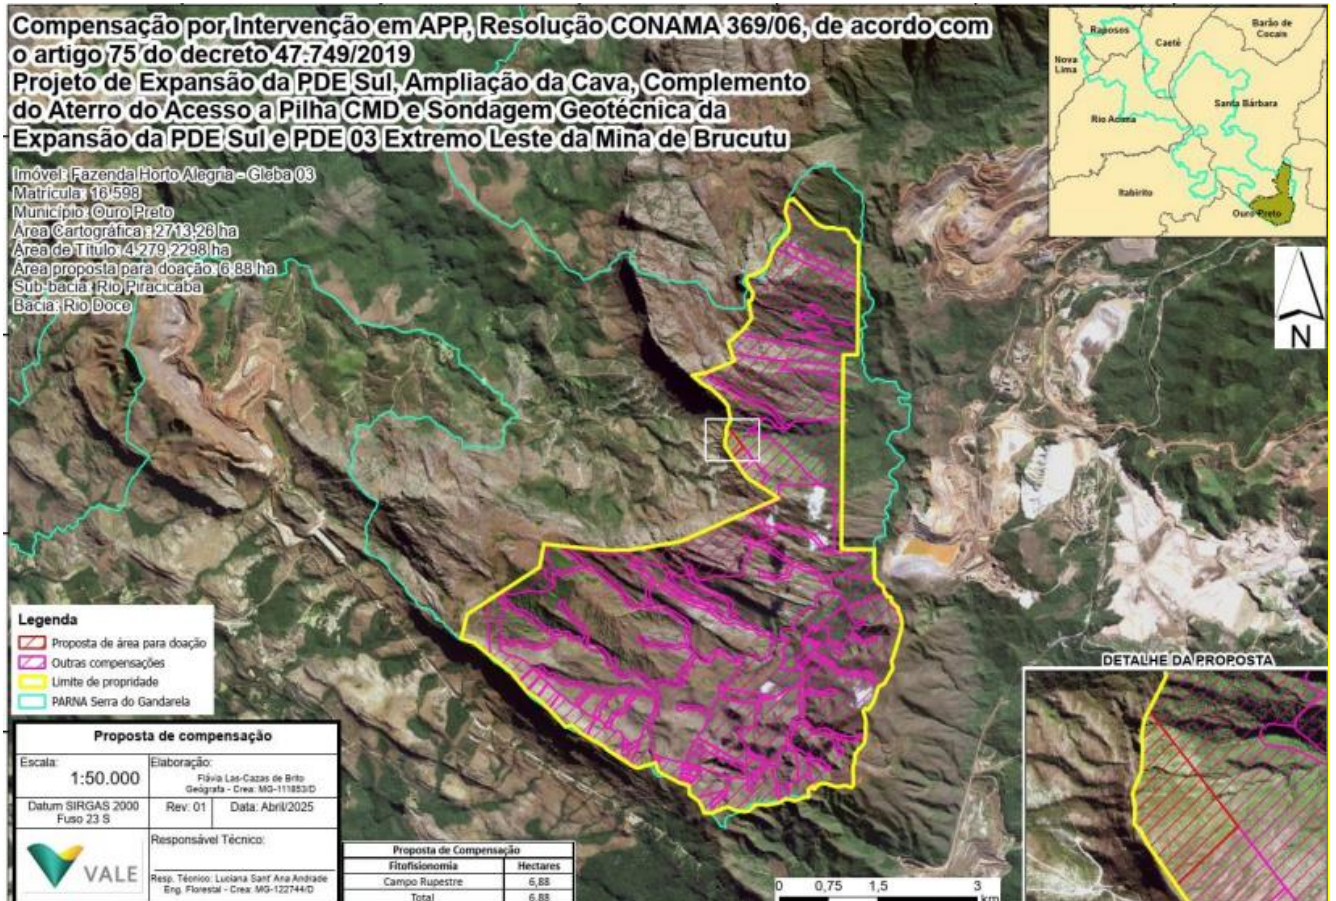 Compensação por Intervenção em APP, Resolução CONAMA 369/06, de acordo com
o artigo 75 do decreto 47.749/2019
Projeto de Expansão da PDE Sul, Ampliação da Cava, Complemento
do Aterro do Acesso a Pilha CMD e Sondagem Geotécnica da
Expansão da PDE Sul e PDE 03 Extremo Leste da Mina de Brucutu
Imóvel: Fazenda Horto Alegria - Gleba 03
Matrícula: 16.598
Município: Ouro Preto
Área Cartográfica : 2713,26 ha
Área de Título: 4.279,2298 ha
Área proposta para doação: 6,88 ha
Sub-bacia: Rio Piracicaba
Bacia: Rio Doce
Raposos
Barão de
Cocais
Caeté
Nova
Lima
Santa Bárbara
Rio Acima
Itabirito
Ouro Preto
N
Legenda
Proposta de área para doação
Outras compensações
Limite de propridade
PARNA Serra do Gandarela
DETALHE DA PROPOSTA
Proposta de compensação
Escala:
1:50.000
Elaboração:
Flávia Las-Cazas de Brito
Geógrafa - Crea: MG-111853/D
Datum SIRGAS 2000
Fuso 23 S
Rev: 01
Data: Abril/2025
VALE
Responsável Técnico:
Resp. Técnico: Luciana Sant' Ana Andrade
Eng. Florestal - Crea: MG-122744/D
Proposta de Compensação
Fitofisionomia Hectares
Campo Rupestre 6,88
Total 6,88
0 0,75 1,5 3
km